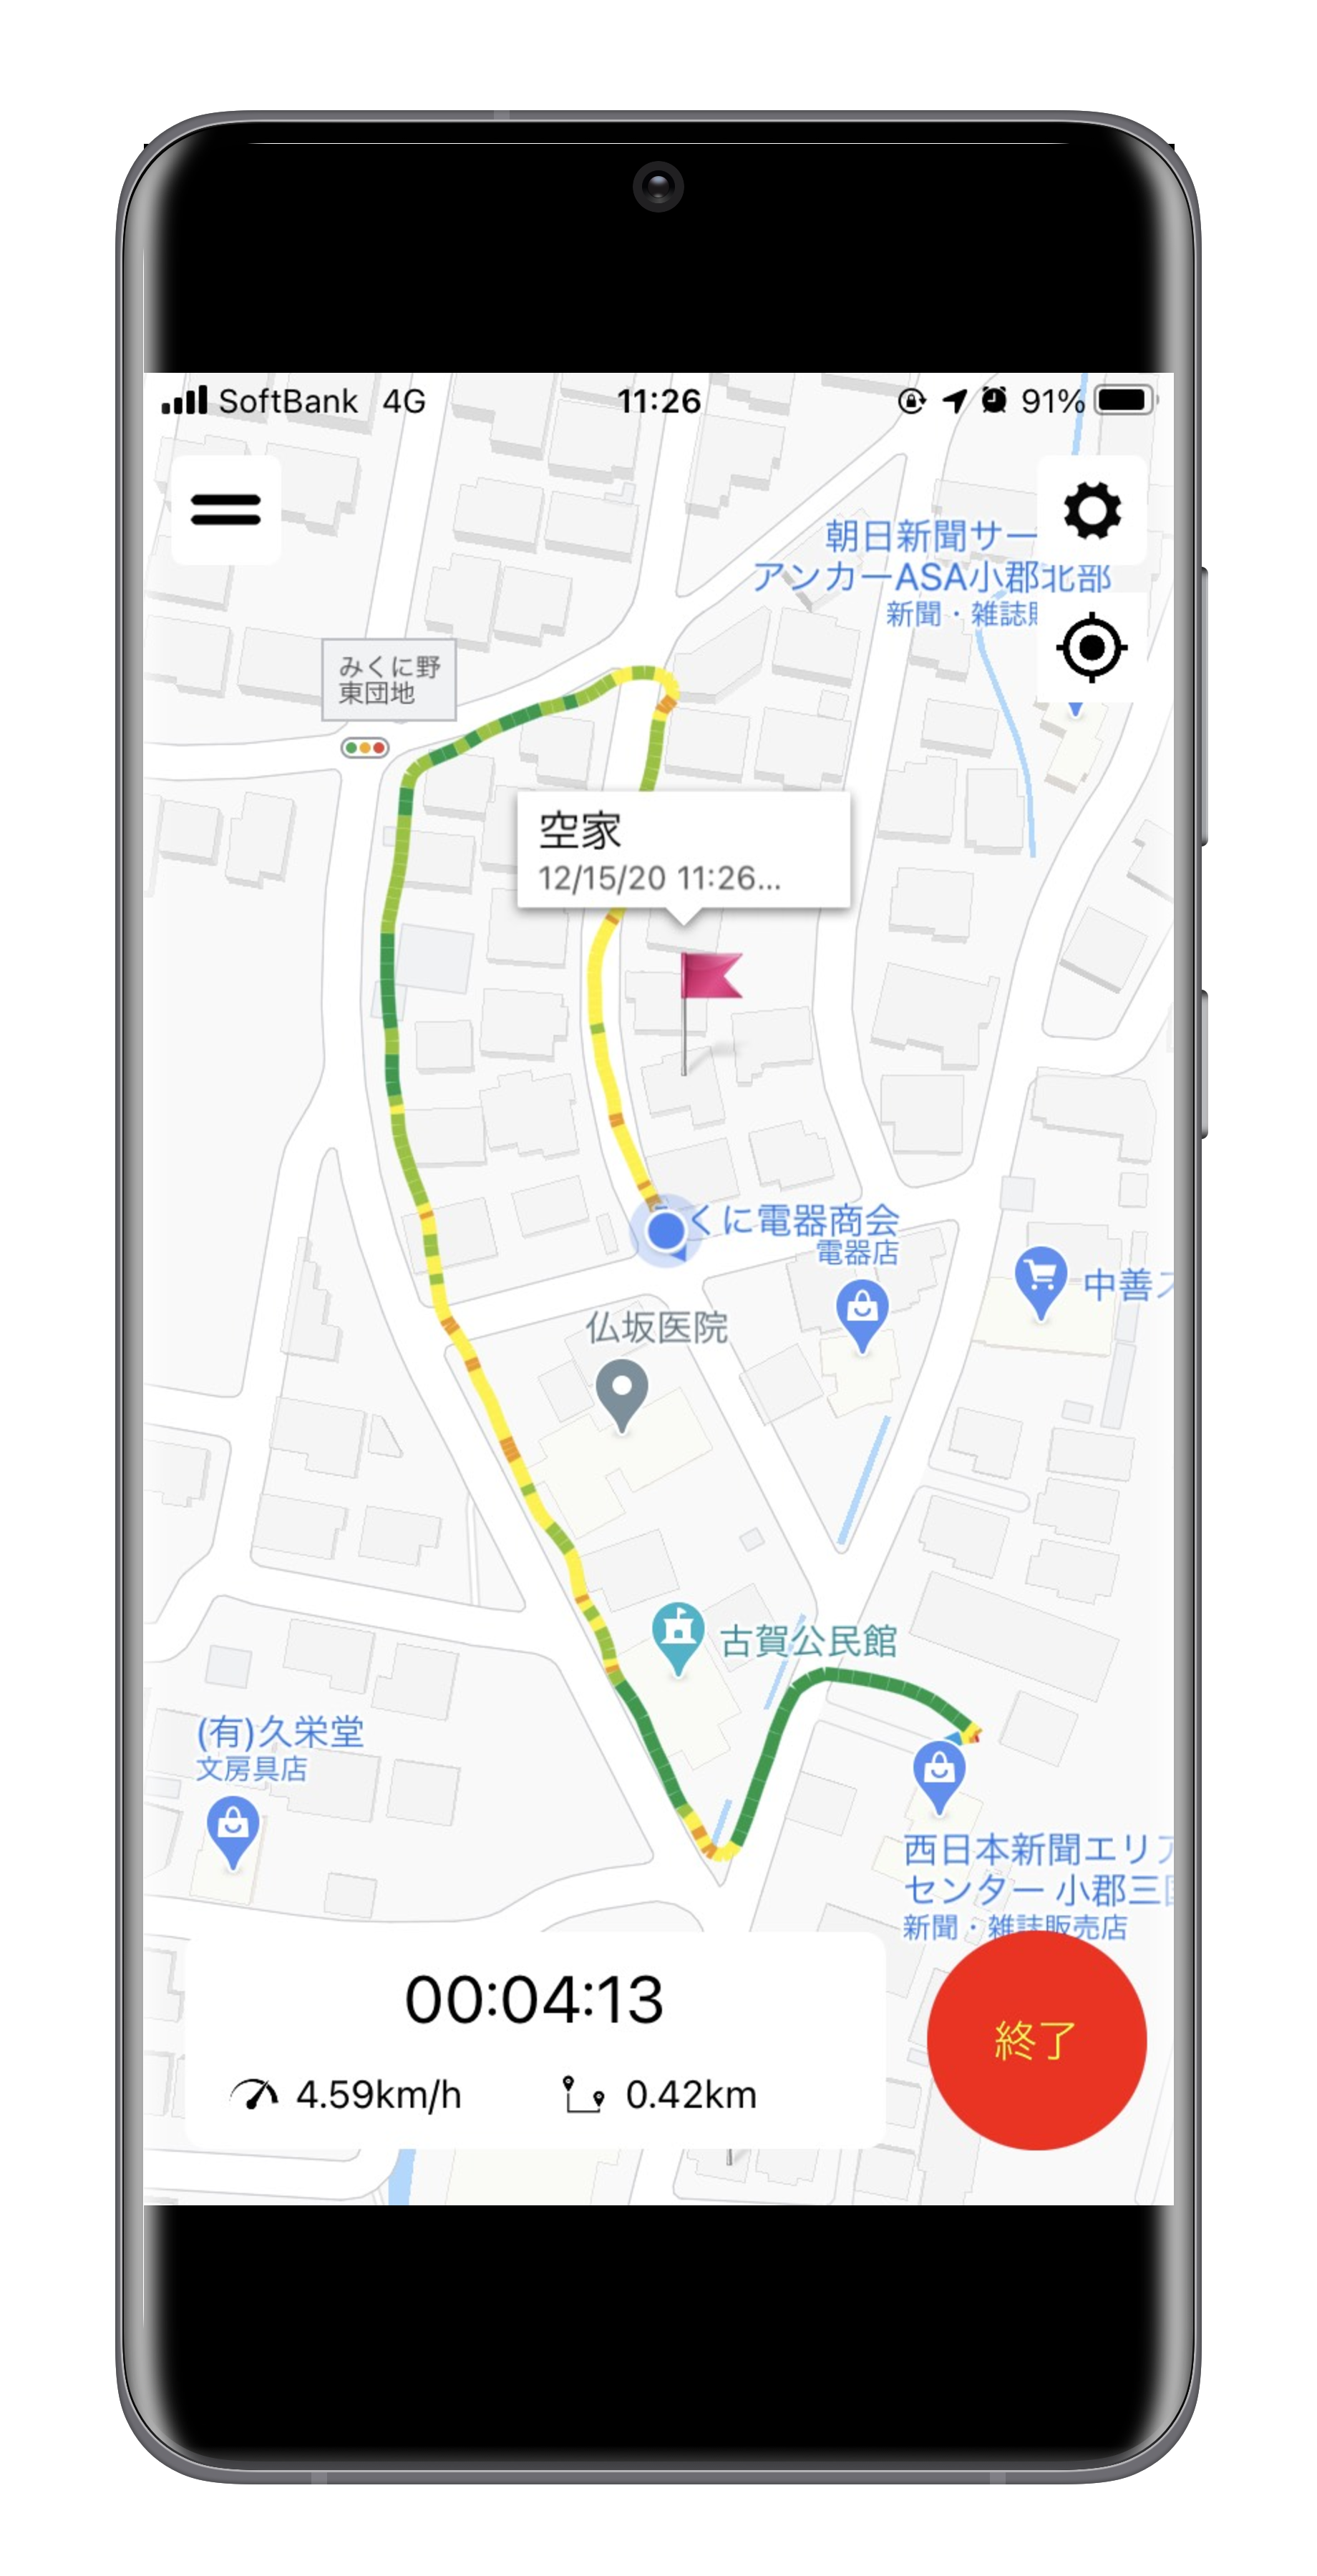 SoftBank 4G 11:26 91%
朝日新聞サー
アンカーASA小郡北部
新聞・雑誌販
みくに野
東団地
空家
12/15/20 11:26...
くに電器商会
電器店
中善ス
仏坂医院
古賀公民館
(有)久栄堂
文房具店
西日本新聞エリア
センター 小郡三国
新聞・雑誌販売店
00:04:13
4.59km/h 0.42km
終了